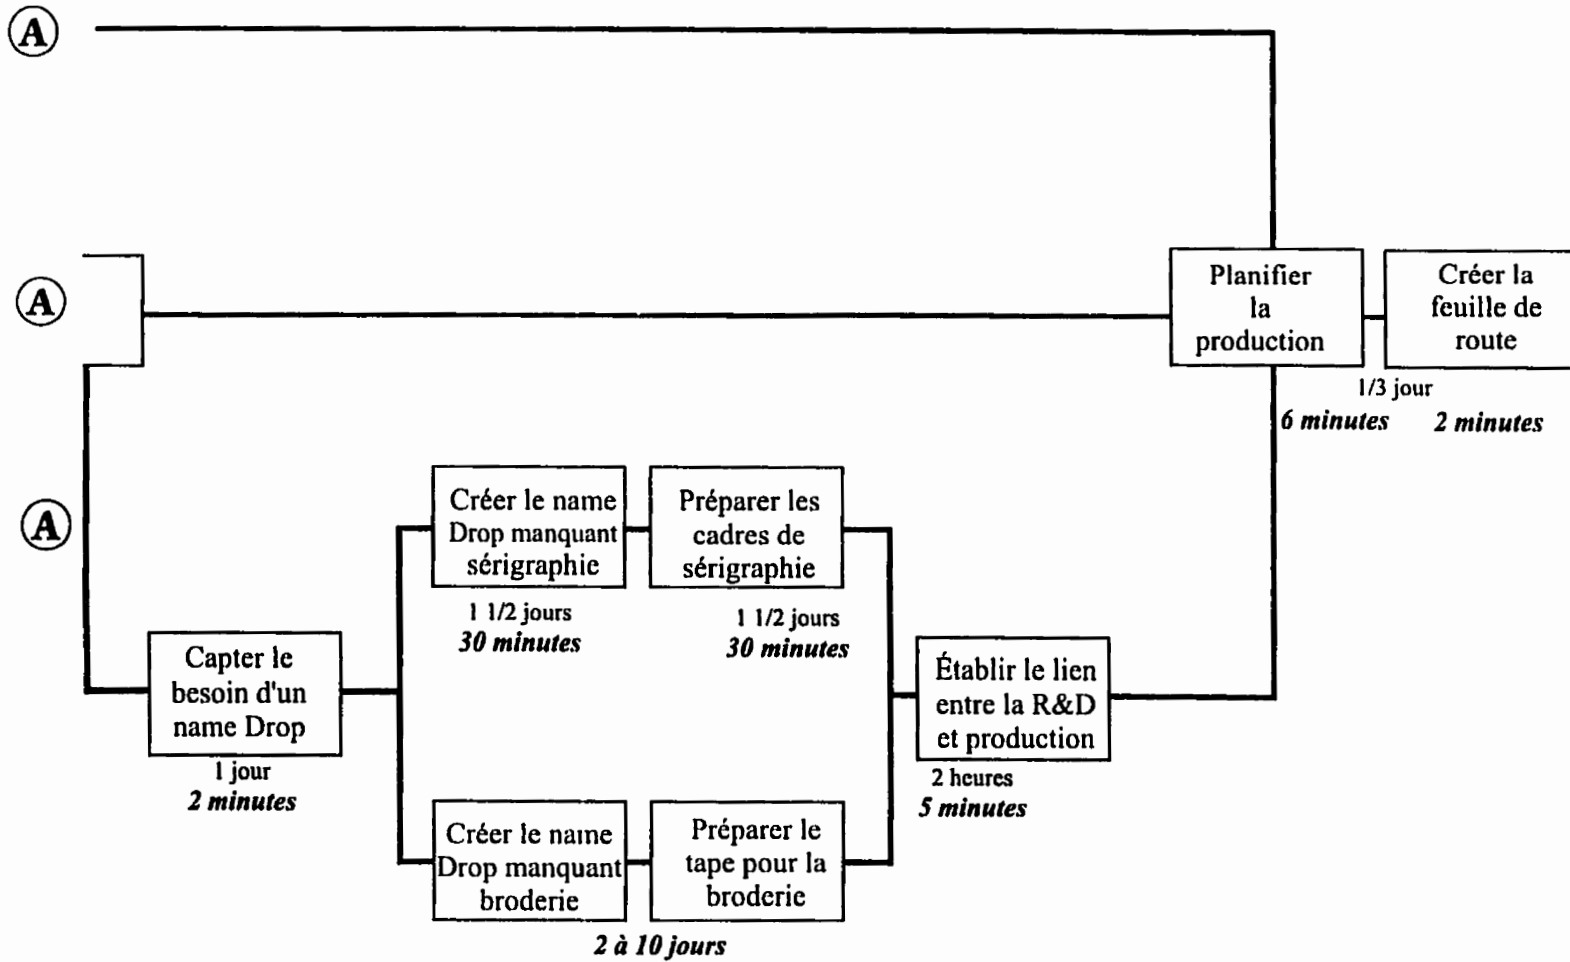 A
A
Planifier
la
production
Créer la
feuille de
route
1/3 jour
6 minutes
2 minutes
A
Créer le name
Drop manquant
sérigraphie
Préparer les
cadres de
sérigraphie
1 1/2 jours
30 minutes
1 1/2 jours
30 minutes
Capter le
besoin d'un
name Drop
1 jour
2 minutes
Établir le lien
entre la R&D
et production
2 heures
5 minutes
Créer le name
Drop manquant
broderie
Préparer le
tape pour la
broderie
2 à 10 jours